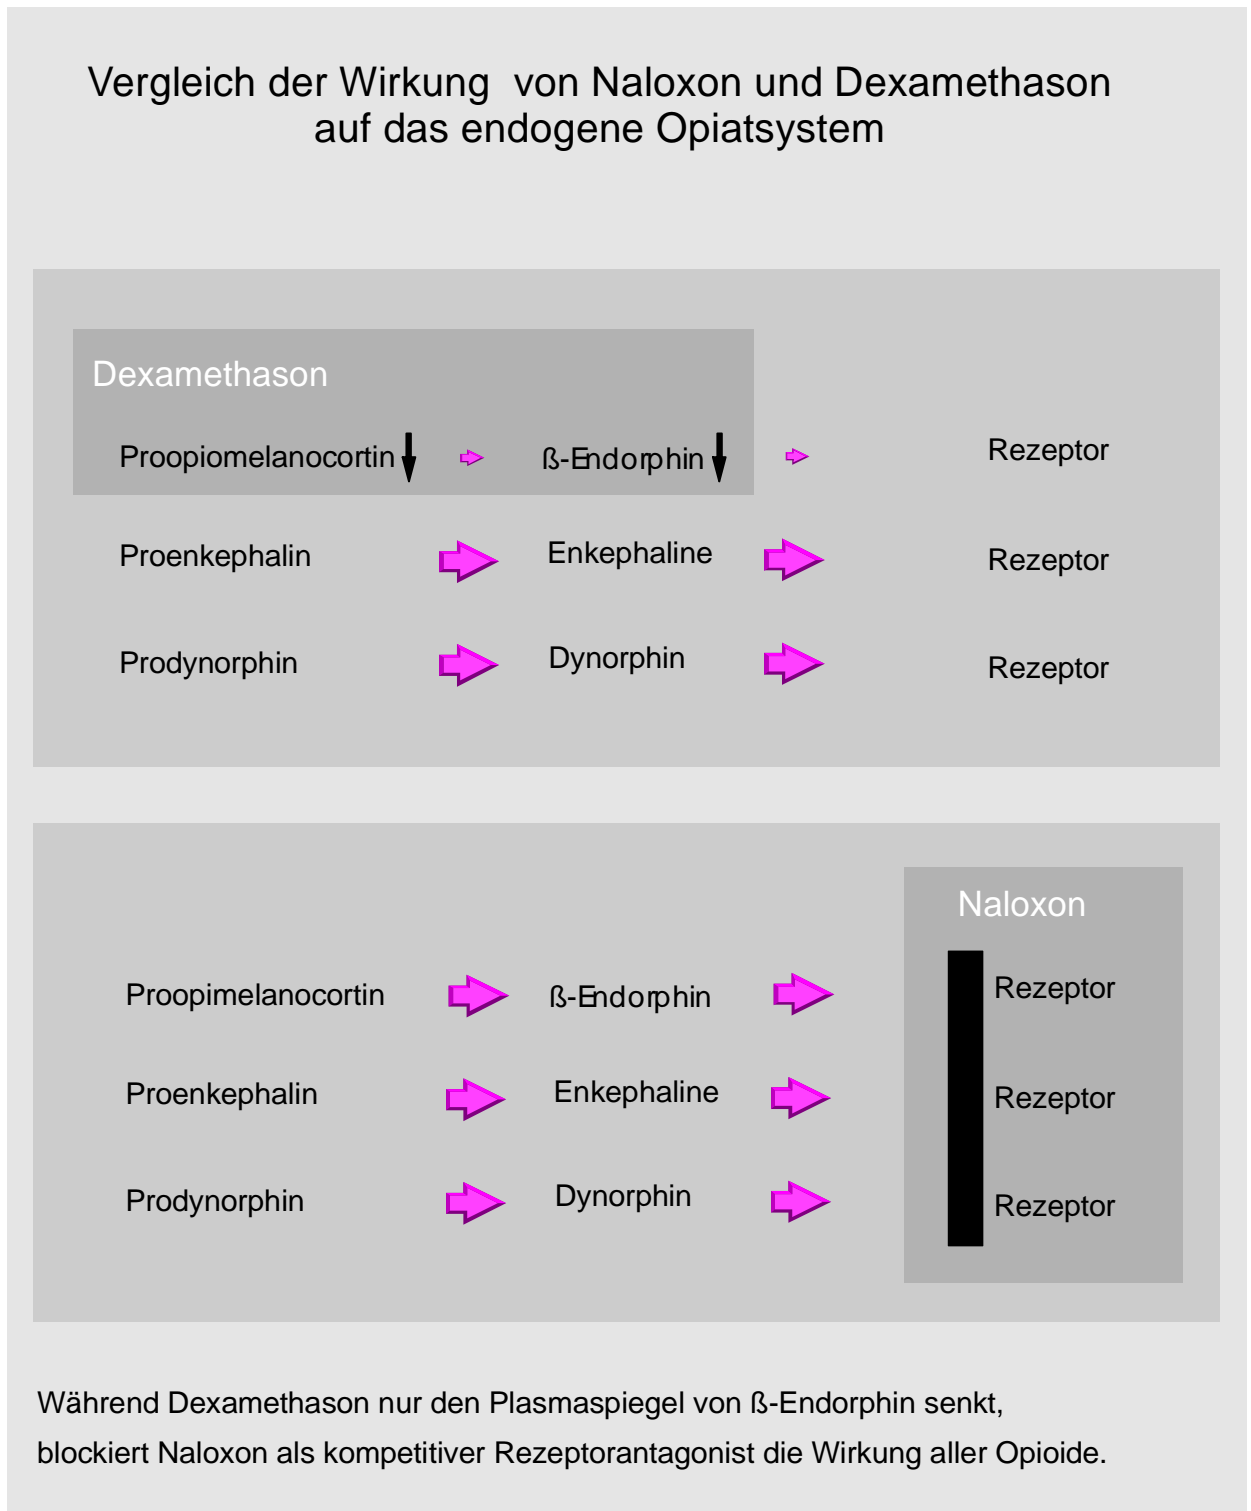 Vergleich der Wirkung von Naloxon und Dexamethason
auf das endogene Opiatsystem
Dexamethason
Proopiomelanocortin ß-Endorphin Rezeptor
Proenkephalin Enkephaline Rezeptor
Prodynorphin Dynorphin Rezeptor
Naloxon
Proopimelanocortin ß-Endorphin Rezeptor
Proenkephalin Enkephaline Rezeptor
Prodynorphin Dynorphin Rezeptor
Während Dexamethason nur den Plasmaspiegel von ß-Endorphin senkt,
blockiert Naloxon als kompetitiver Rezeptorantagonist die Wirkung aller Opioide.